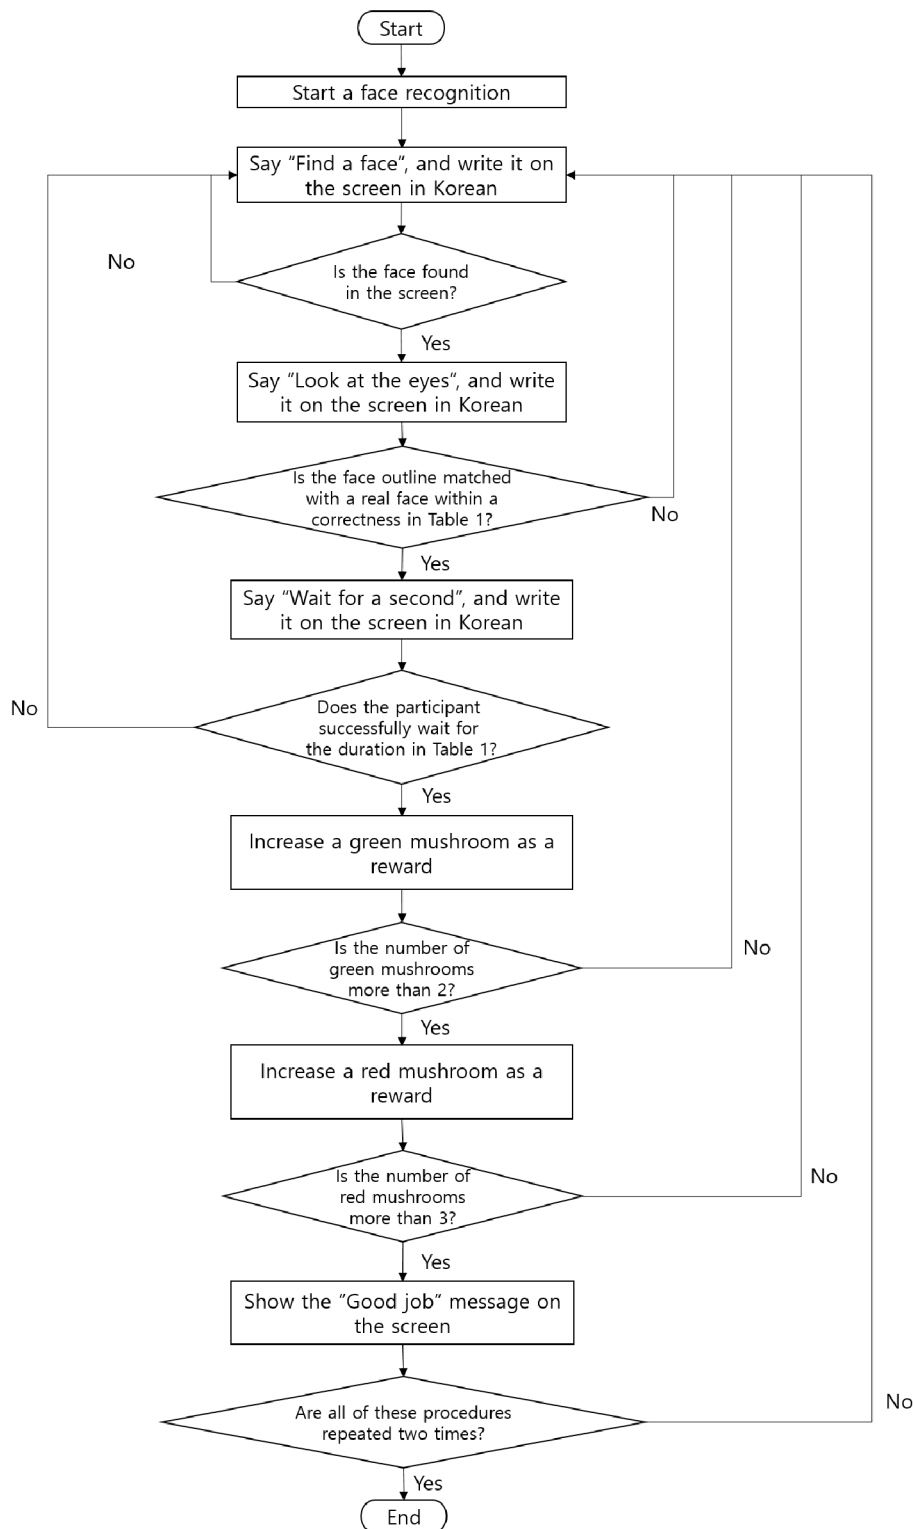 Start
Start a face recognition
Say “Find a face“, and write it on
the screen in Korean
No
Is the face found
in the screen?
Yes
Say “Look at the eyes“, and write
it on the screen in Korean
Is the face outline matched
with a real face within a
correctness in Table 1?
No
Yes
Say “Wait for a second”, and write
it on the screen in Korean
No
Does the participant
successfully wait for
the duration in Table 1?
Yes
Increase a green mushroom as a
reward
Is the number of
green mushrooms
more than 2?
No
Yes
Increase a red mushroom as a
reward
Is the number of
red mushrooms
more than 3?
No
Yes
Show the ”Good job” message on
the screen
Are all of these procedures
repeated two times?
No
Yes
End